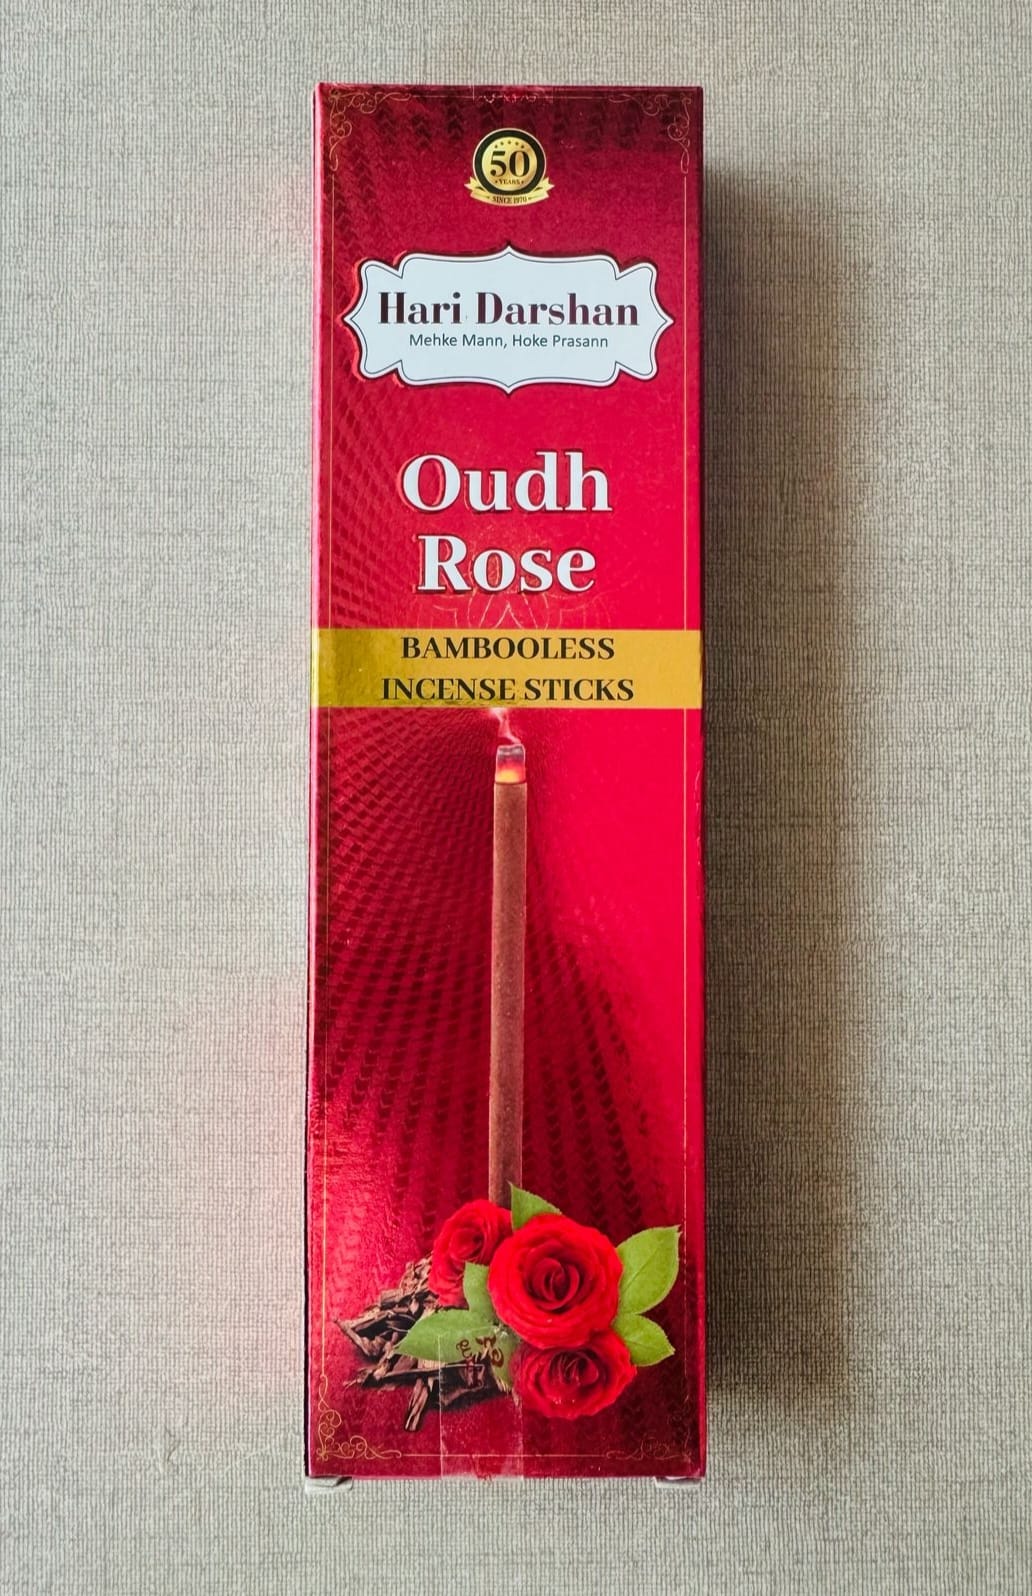 50
YEARS
SINCE 1970
Hari Darshan
Mehke Mann, Hoke Prasann
Oudh
Rose
BAMBOOLESS
INCENSE STICKS